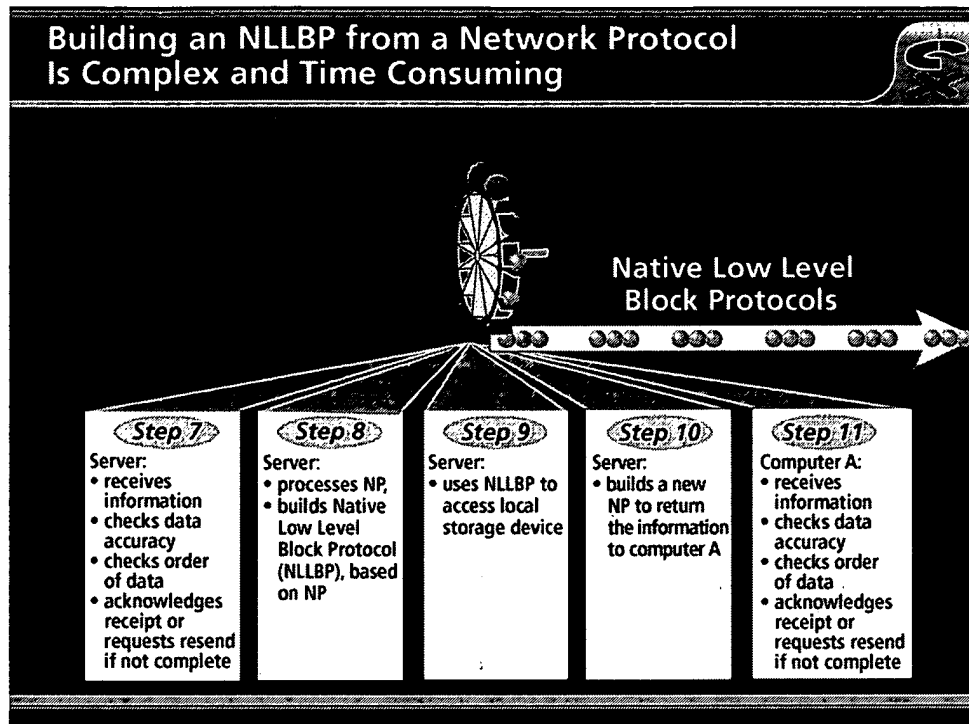 Building an NLLBP from a Network Protocol
Is Complex and Time Consuming
Native Low Level
Block Protocols
Step 7
Server:
• receives
information
• checks data
accuracy
• checks order
of data
• acknowledges
receipt or
requests resend
if not complete
Step 8
Server:
• processes NP,
• builds Native
Low Level
Block Protocol
(NLLBP), based
on NP
Step 9
Server:
• uses NLLBP to
access local
storage device
Step 10
Server:
• builds a new
NP to return
the information
to computer A
Step 11
Computer A:
• receives
information
• checks data
accuracy
• checks order
of data
• acknowledges
receipt or
requests resend
if not complete